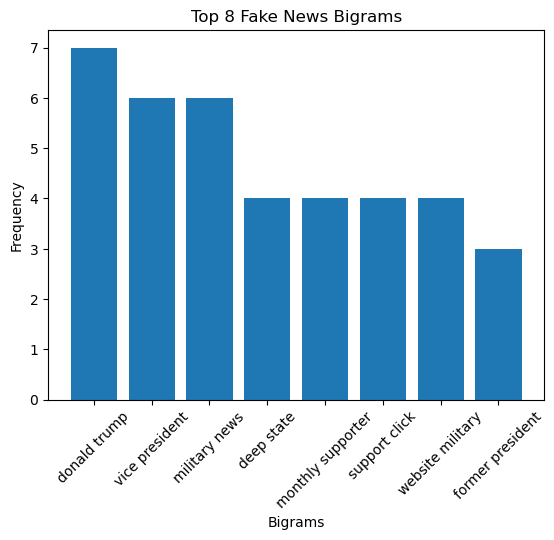 Top 8 Fake News Bigrams
Frequency
7
6
5
4
3
2
1
0
donald trump
vice president
military news
deep state
monthly supporter
support click
website military
former president
Bigrams